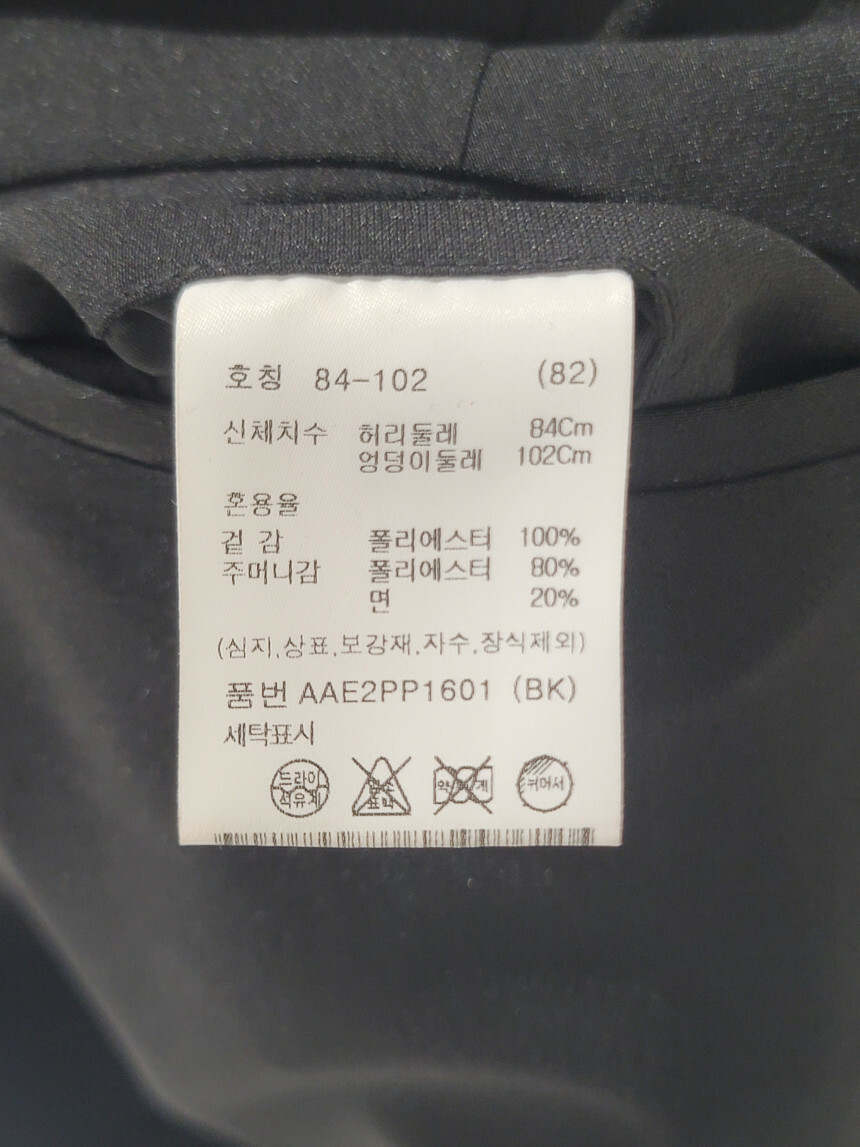 호칭 84-102 (82)
신체치수 허리둘레 84Cm
엉덩이둘레 102Cm
혼용율
겉 감 폴리에스터 100%
주머니감 폴리에스터 80%
면 20%
(심지,상표,보강재,자수,장식제외)
품번 AAE2PP1601 (BK)
세탁표시
드라이
석유계
염소
표백
약하게
뉘어서